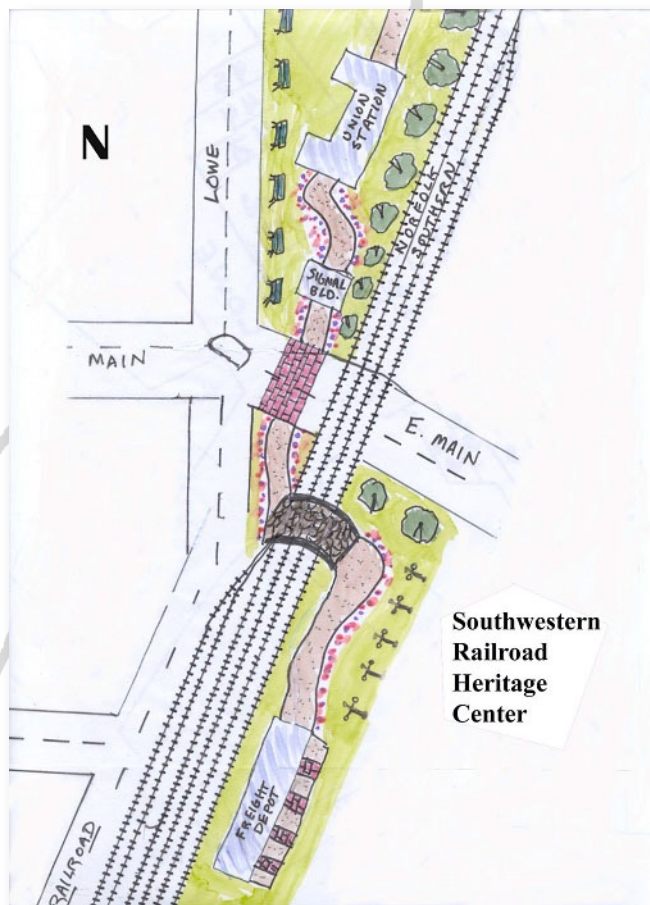 N
LOWE
UNION
STATION
NORFOLK
SOUTHERN
SIGNAL
BLD.
MAIN
E. MAIN
Southwestern
Railroad
Heritage
Center
FREIGHT
DEPOT
RAILROAD